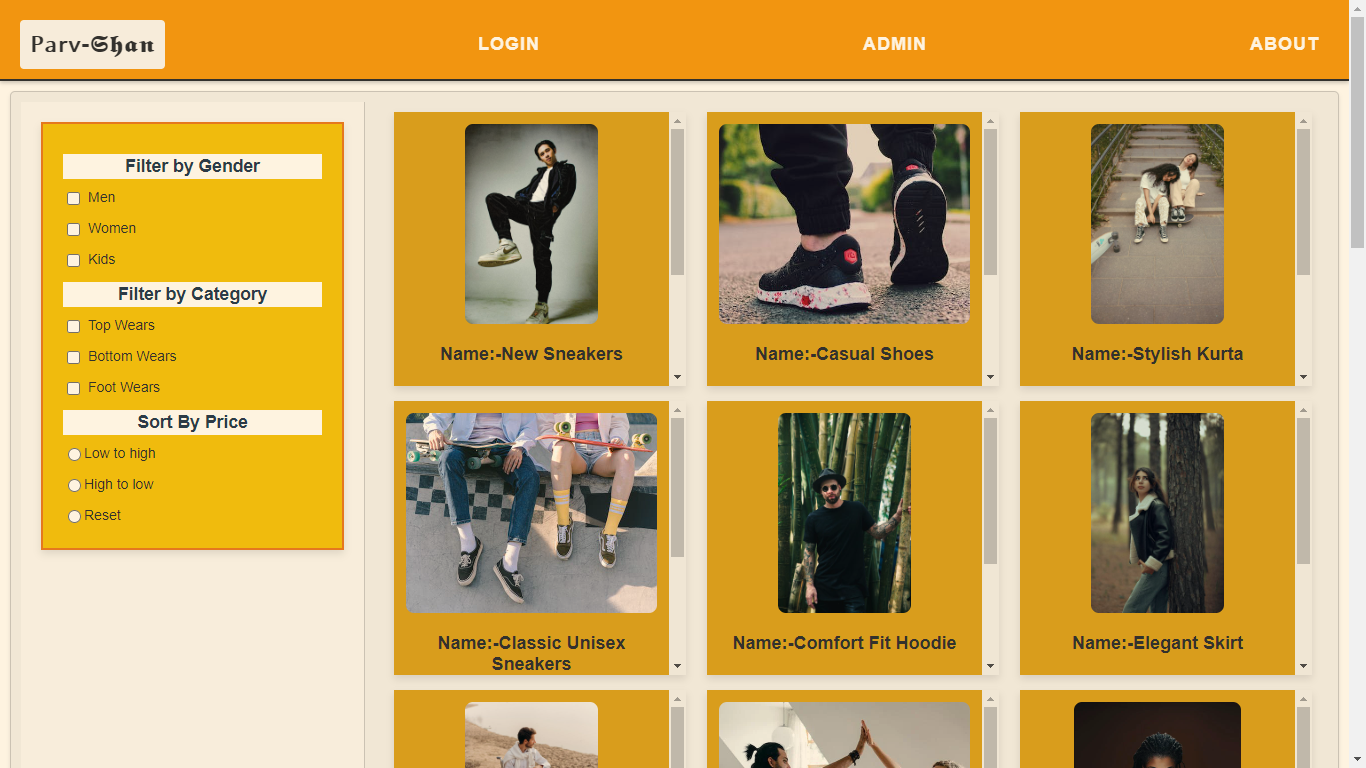 Parv-𝕾𝖍𝖆𝖓
LOGIN
ADMIN
ABOUT
Filter by Gender
Men
Women
Kids
Filter by Category
Top Wears
Bottom Wears
Foot Wears
Sort By Price
Low to high
High to low
Reset
Name:-New Sneakers
Name:-Casual Shoes
Name:-Stylish Kurta
Name:-Classic Unisex
Sneakers
Name:-Comfort Fit Hoodie
Name:-Elegant Skirt